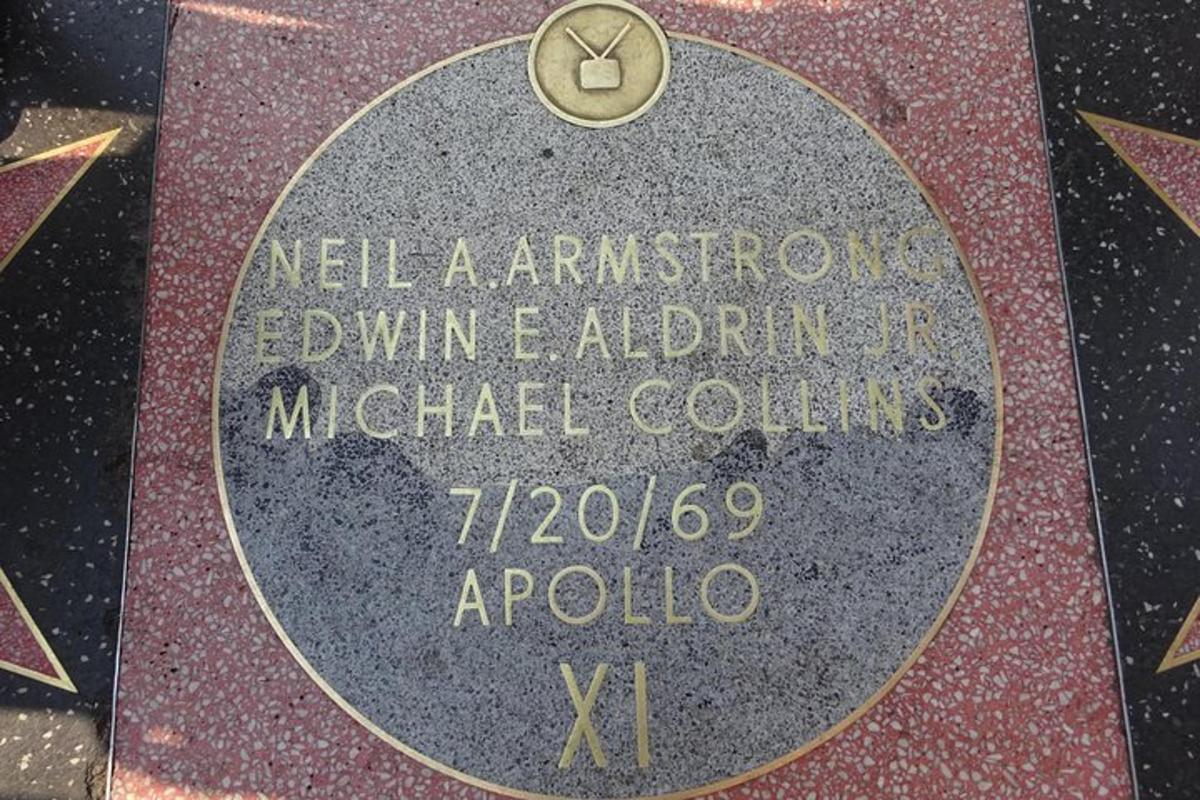 NEIL A. ARMSTRONG
EDWIN E. ALDRIN JR.
MICHAEL COLLINS
7/20/69
APOLLO
XI